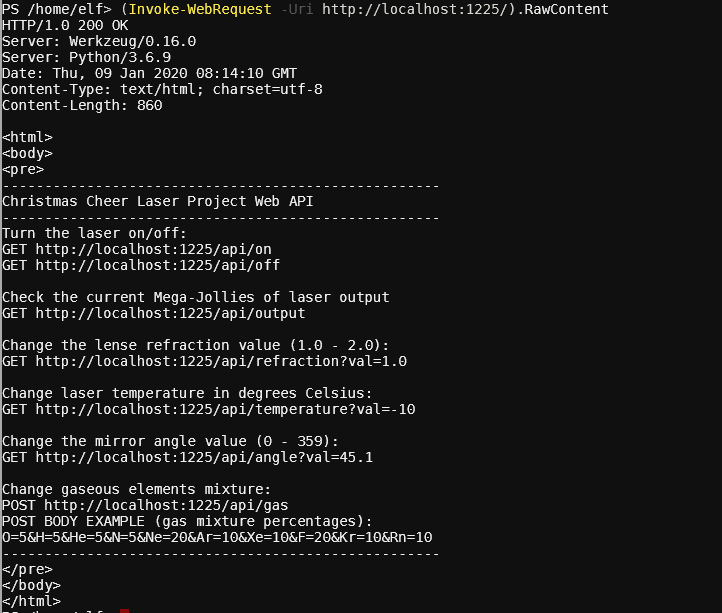 PS /home/elf> (Invoke-WebRequest -Uri http://localhost:1225/).RawContent
HTTP/1.0 200 OK
Server: Werkzeug/0.16.0
Server: Python/3.6.9
Date: Thu, 09 Jan 2020 08:14:10 GMT
Content-Type: text/html; charset=utf-8
Content-Length: 860
<html>
<body>
<pre>
----------------------------------------------------
Christmas Cheer Laser Project Web API
----------------------------------------------------
Turn the laser on/off:
GET http://localhost:1225/api/on
GET http://localhost:1225/api/off
Check the current Mega-Jollies of laser output
GET http://localhost:1225/api/output
Change the lense refraction value (1.0 - 2.0):
GET http://localhost:1225/api/refraction?val=1.0
Change laser temperature in degrees Celsius:
GET http://localhost:1225/api/temperature?val=-10
Change the mirror angle value (0 - 359):
GET http://localhost:1225/api/angle?val=45.1
Change gaseous elements mixture:
POST http://localhost:1225/api/gas
POST BODY EXAMPLE (gas mixture percentages):
O=5&H=5&He=5&N=5&Ne=20&Ar=10&Xe=10&F=20&Kr=10&Rn=10
----------------------------------------------------
</pre>
</body>
</html>